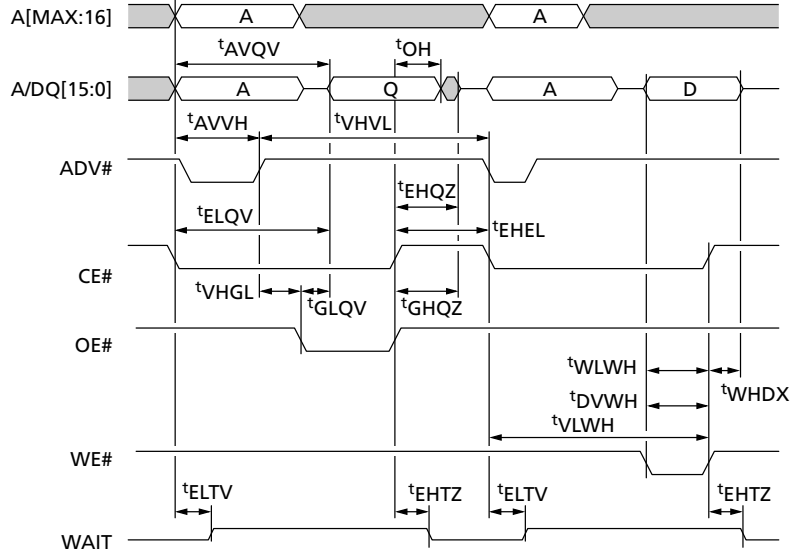 A[MAX:16] A A
tAVQV tOH
A/DQ[15:0] A Q A D
tAVVH tVHVL
ADV#
tEHQZ
tELQV tEHEL
CE#
tVHGL tGLQV tGHQZ
OE#
tWLWH tWHDX
tDVWH
tVLWH
WE#
tELTV tEHTZ tELTV tEHTZ
WAIT